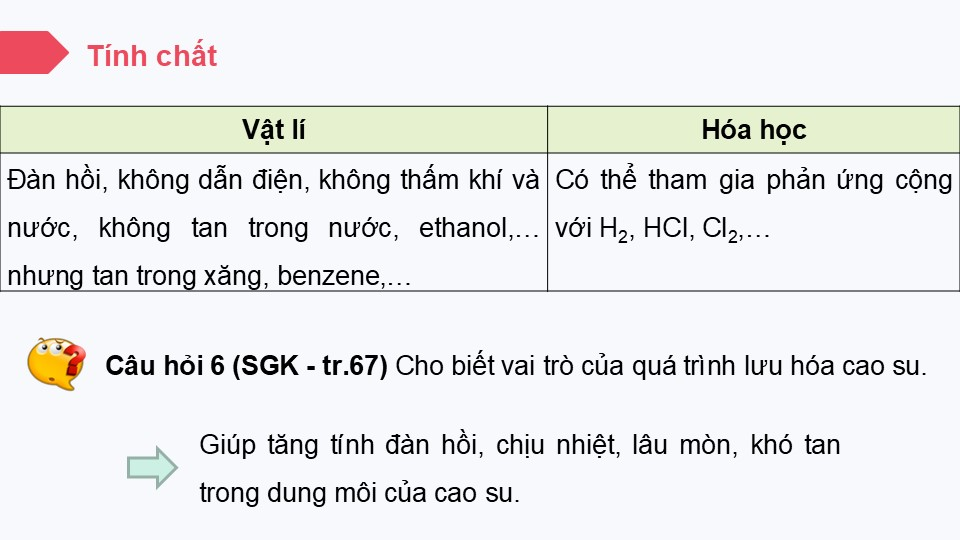 Tính chất
Vật lí
Hóa học
Đàn hồi, không dẫn điện, không thấm khí và
nước, không tan trong nước, ethanol,…
nhưng tan trong xăng, benzene,…
Có thể tham gia phản ứng cộng
với H₂, HCl, Cl₂,…
Câu hỏi 6 (SGK - tr.67) Cho biết vai trò của quá trình lưu hóa cao su.
Giúp tăng tính đàn hồi, chịu nhiệt, lâu mòn, khó tan
trong dung môi của cao su.